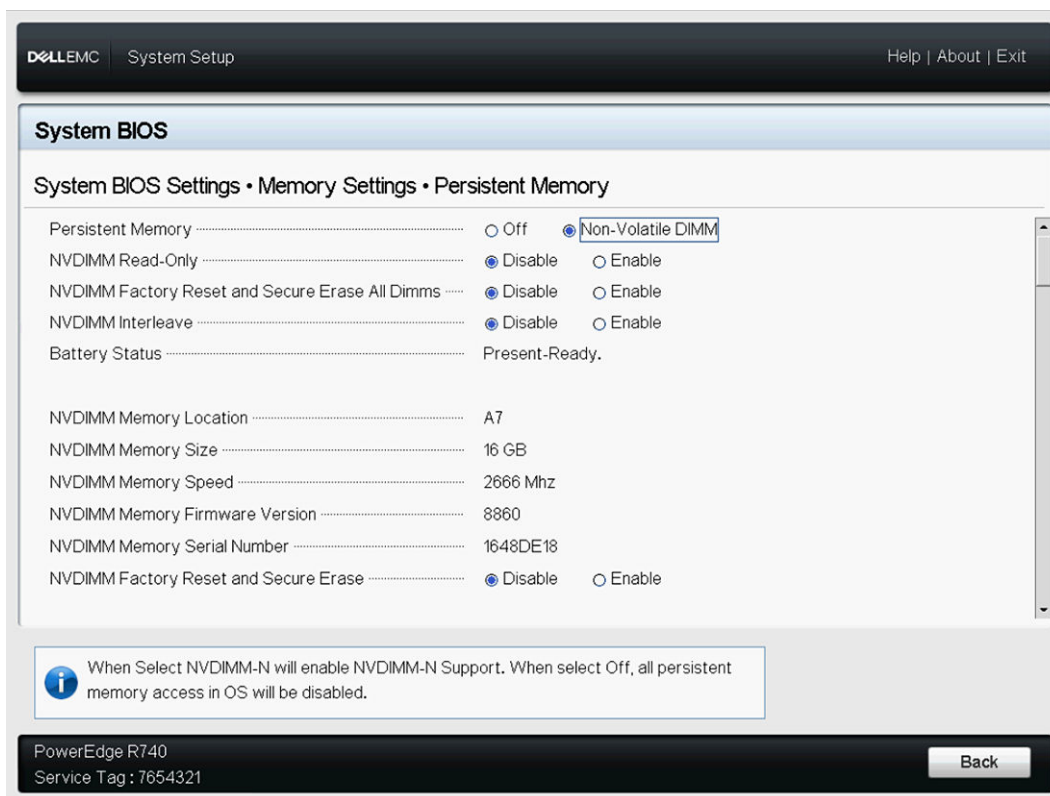 DELLEMC System Setup Help | About | Exit
System BIOS
System BIOS Settings • Memory Settings • Persistent Memory
Persistent Memory Off Non-Volatile DIMM
NVDIMM Read-Only Disable Enable
NVDIMM Factory Reset and Secure Erase All Dimms Disable Enable
NVDIMM Interleave Disable Enable
Battery Status Present-Ready.
NVDIMM Memory Location A7
NVDIMM Memory Size 16 GB
NVDIMM Memory Speed 2666 Mhz
NVDIMM Memory Firmware Version 8860
NVDIMM Memory Serial Number 1648DE18
NVDIMM Factory Reset and Secure Erase Disable Enable
When Select NVDIMM-N will enable NVDIMM-N Support. When select Off, all persistent
memory access in OS will be disabled.
PowerEdge R740
Service Tag : 7654321
Back